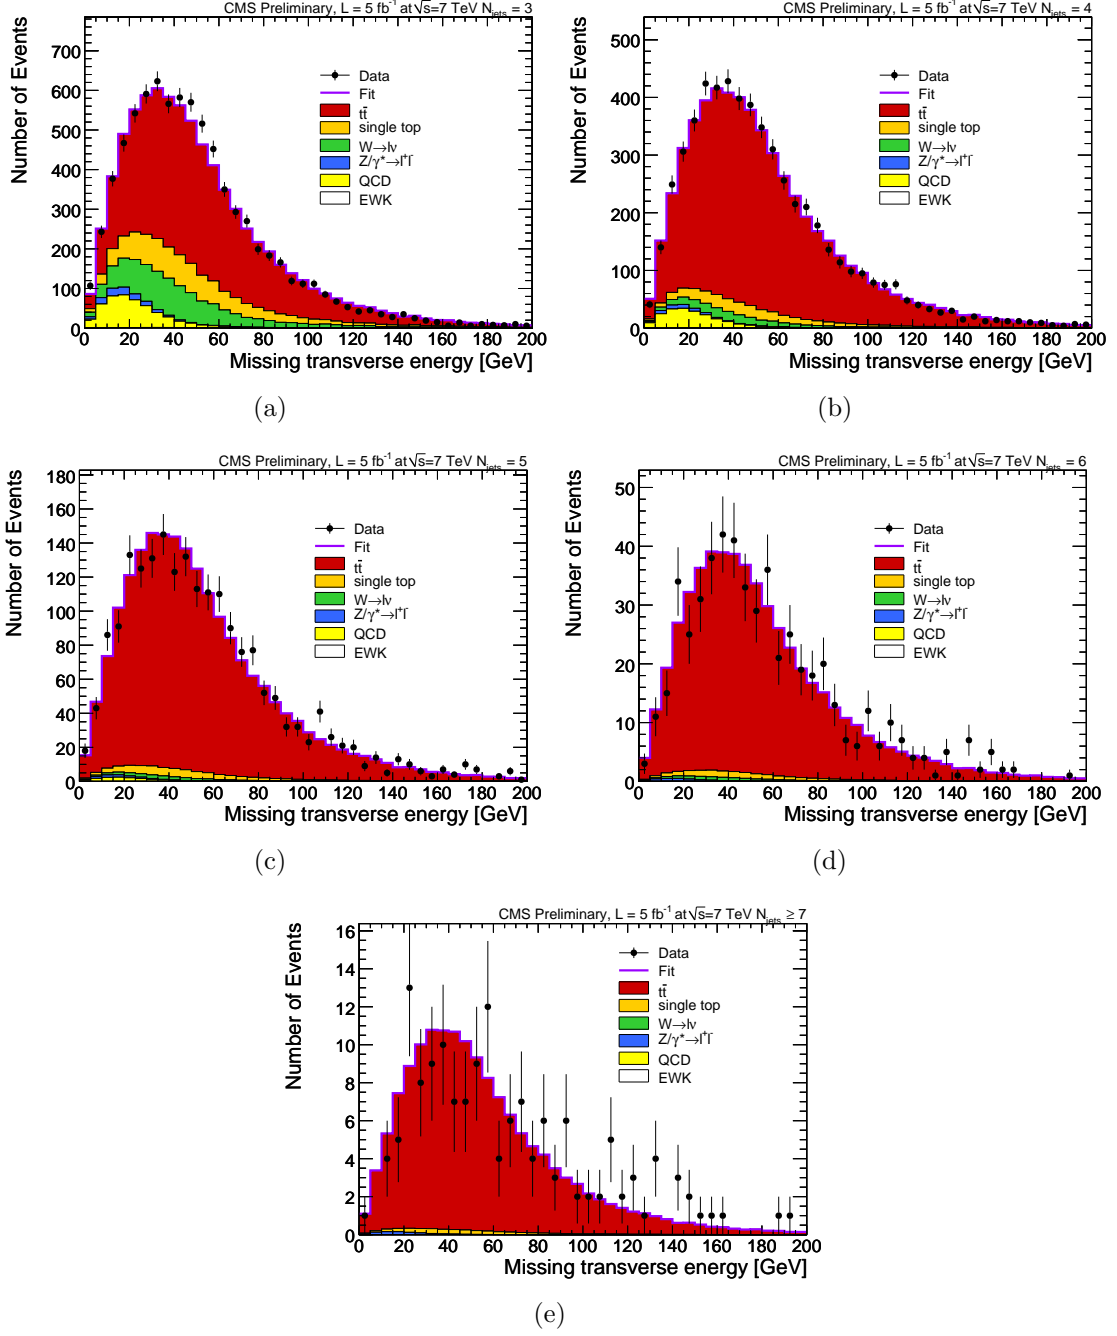 CMS Preliminary, L = 5 fb⁻¹ at √s=7 TeV N_jets = 3
Number of Events
700
600
500
400
300
200
100
0
Data
Fit
tt̄
single top
W→lν
Z/γ*→l⁺l⁻
QCD
EWK
0 20 40 60 80 100 120 140 160 180 200
Missing transverse energy [GeV]
(a)
CMS Preliminary, L = 5 fb⁻¹ at √s=7 TeV N_jets = 4
Number of Events
500
400
300
200
100
0
Data
Fit
tt̄
single top
W→lν
Z/γ*→l⁺l⁻
QCD
EWK
0 20 40 60 80 100 120 140 160 180 200
Missing transverse energy [GeV]
(b)
CMS Preliminary, L = 5 fb⁻¹ at √s=7 TeV N_jets = 5
Number of Events
180
160
140
120
100
80
60
40
20
0
Data
Fit
tt̄
single top
W→lν
Z/γ*→l⁺l⁻
QCD
EWK
0 20 40 60 80 100 120 140 160 180 200
Missing transverse energy [GeV]
(c)
CMS Preliminary, L = 5 fb⁻¹ at √s=7 TeV N_jets = 6
Number of Events
50
40
30
20
10
0
Data
Fit
tt̄
single top
W→lν
Z/γ*→l⁺l⁻
QCD
EWK
0 20 40 60 80 100 120 140 160 180 200
Missing transverse energy [GeV]
(d)
CMS Preliminary, L = 5 fb⁻¹ at √s=7 TeV N_jets ≥ 7
Number of Events
16
14
12
10
8
6
4
2
0
Data
Fit
tt̄
single top
W→lν
Z/γ*→l⁺l⁻
QCD
EWK
0 20 40 60 80 100 120 140 160 180 200
Missing transverse energy [GeV]
(e)